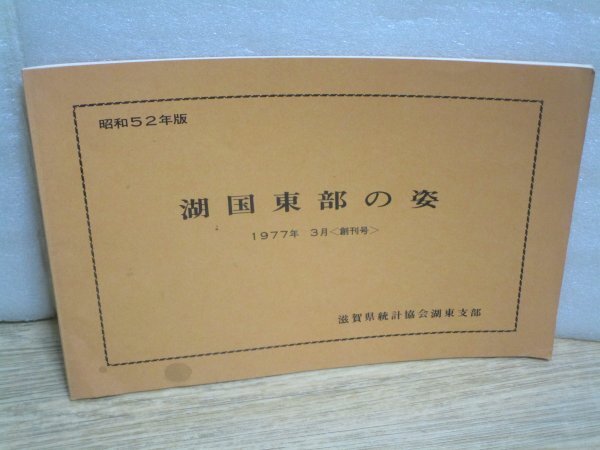 昭和52年版
湖国東部の姿
1977年 3月<創刊号>
滋賀県統計協会湖東支部